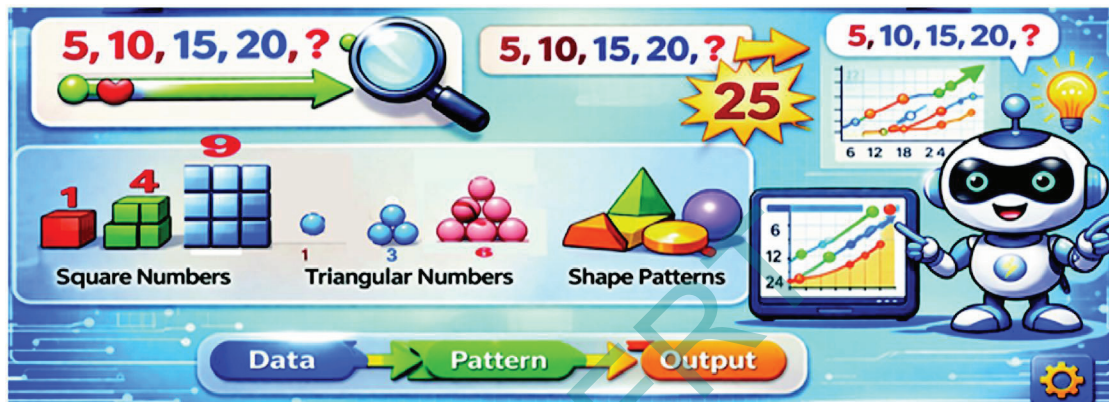 5, 10, 15, 20, ?
5, 10, 15, 20, ?
25
5, 10, 15, 20, ?
6 12 18 24
1
4
9
1
3
6
Square Numbers
Triangular Numbers
Shape Patterns
6
12
24
Data
Pattern
Output